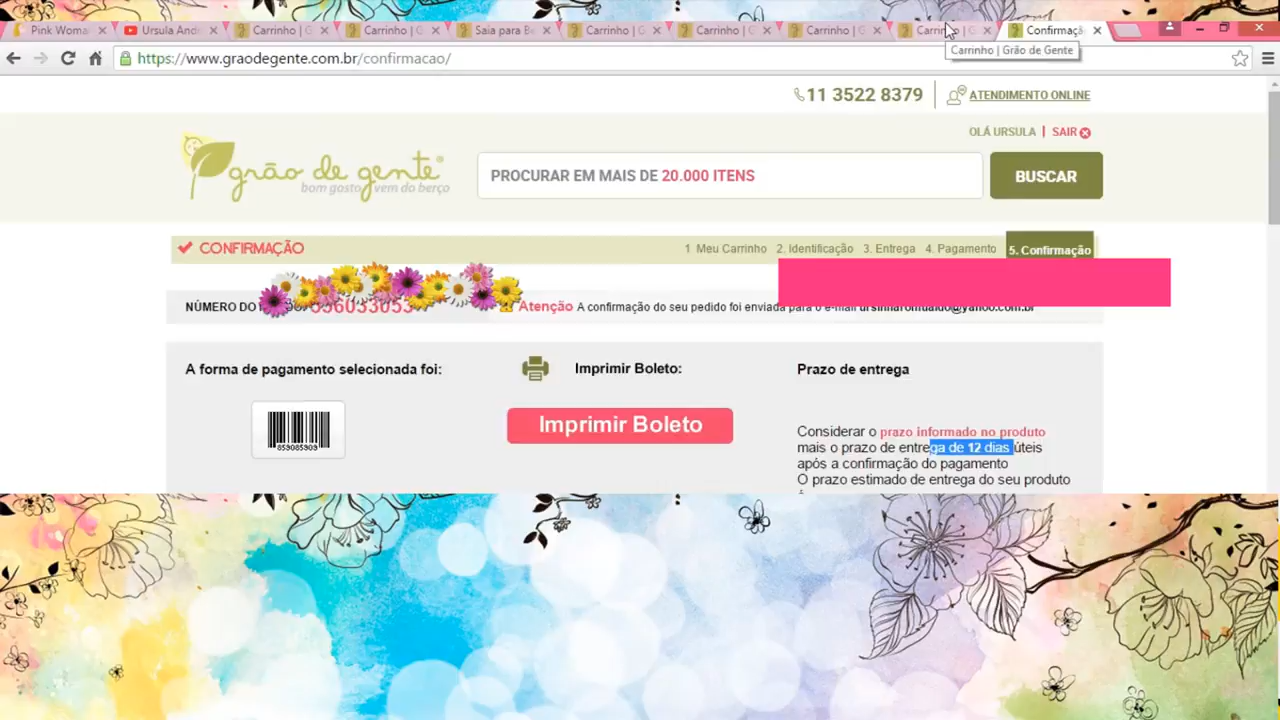 Pink Woma
Ursula Andr
Carrinho | G
Carrinho | G
Saia para B
Carrinho | G
Carrinho | G
Carrinho | G
Carrin
Confirmaçã
https://www.graodegente.com.br/confirmacao/
Carrinho | Grão de Gente
11 3522 8379
ATENDIMENTO ONLINE
OLÁ URSULA | SAIR
grão de gente
bom gosto vem do berço
PROCURAR EM MAIS DE 20.000 ITENS
BUSCAR
CONFIRMAÇÃO
1. Meu Carrinho 2. Identificação 3. Entrega 4. Pagamento 5. Confirmação
NÚMERO DO
Atenção A confirmação do seu pedido foi enviada para o e-mail
A forma de pagamento selecionada foi:
Imprimir Boleto:
Prazo de entrega
Imprimir Boleto
Considerar o prazo informado no produto
mais o prazo de entrega de 12 dias úteis
após a confirmação do pagamento
O prazo estimado de entrega do seu produto